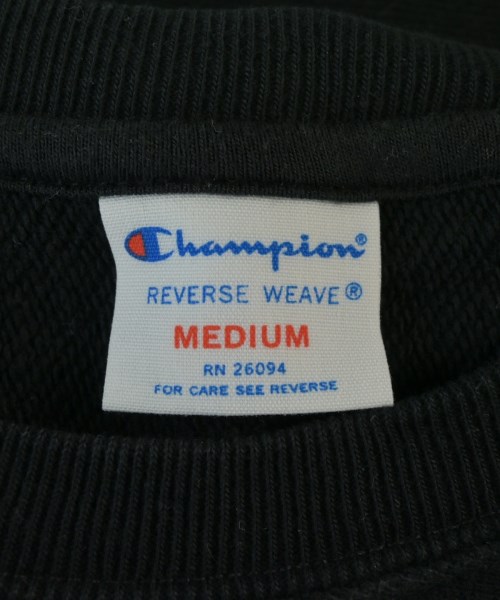 Champion®
REVERSE WEAVE®
MEDIUM
RN 26094
FOR CARE SEE REVERSE